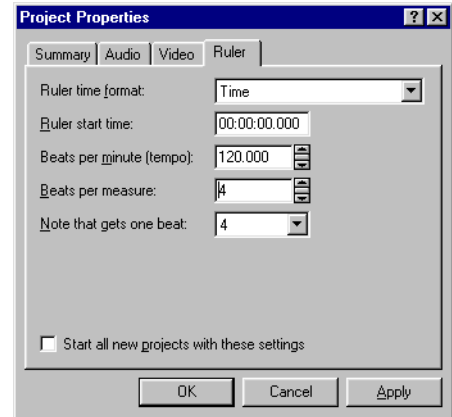 Project Properties
Summary Audio Video Ruler
Ruler time format: Time
Ruler start time: 00:00:00.000
Beats per minute (tempo): 120.000
Beats per measure: 4
Note that gets one beat: 4
Start all new projects with these settings
OK Cancel Apply